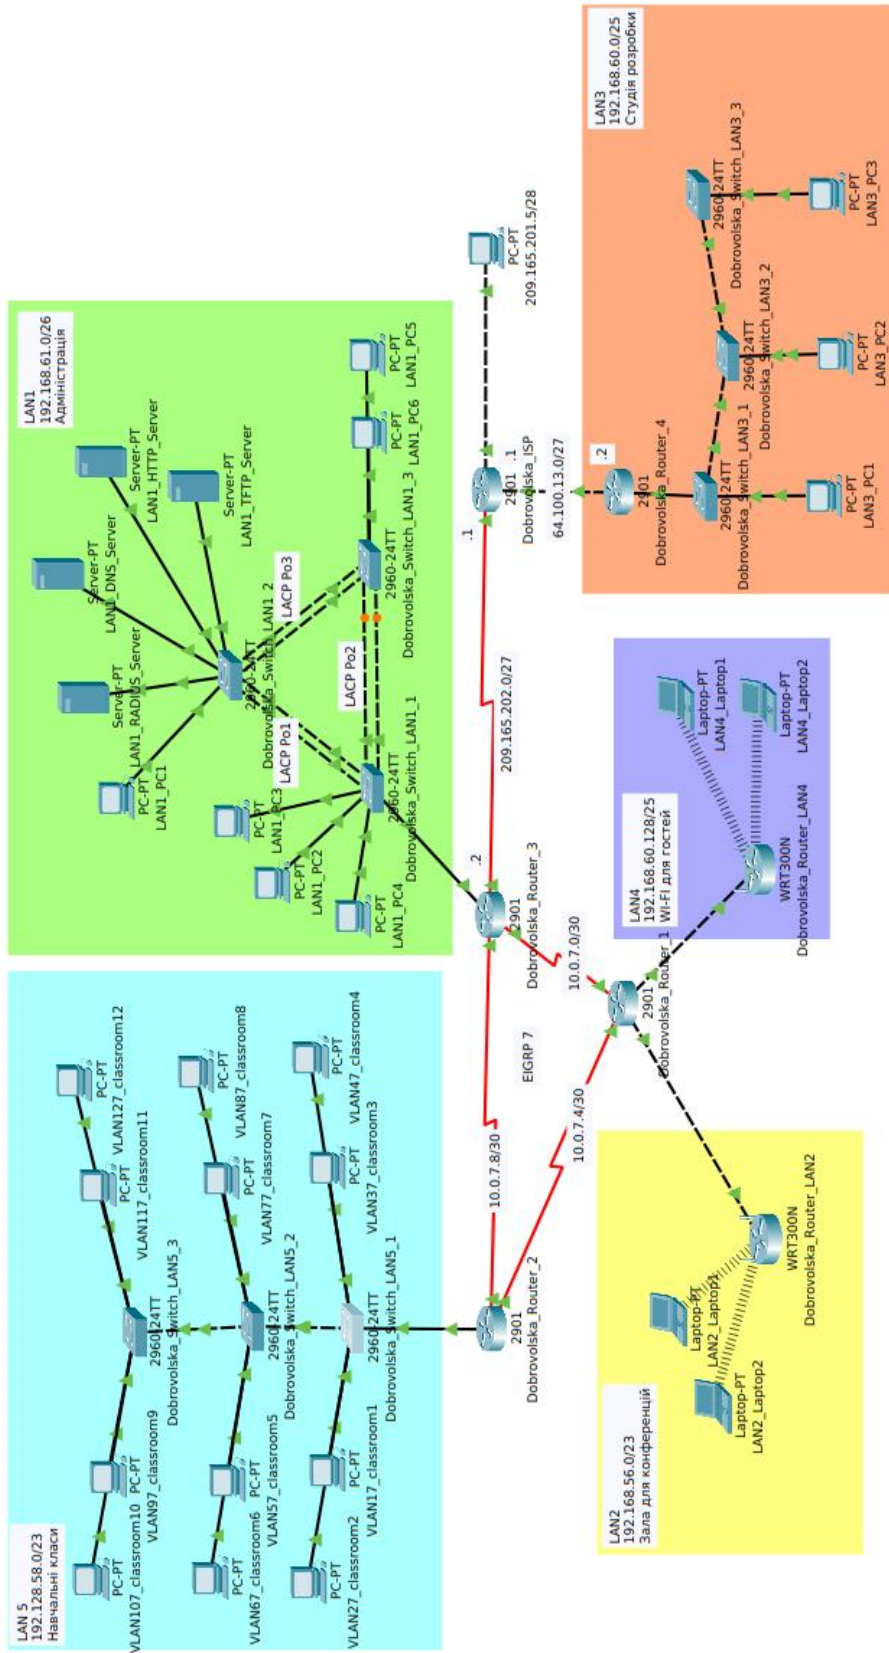 LAN 5
192.128.58.0/23
Навчальні класи
PC-PT
VLAN107_classroom10
PC-PT
VLAN97_classroom9
2960-24TT
Dobrovolska_Switch_LAN5_3
PC-PT
VLAN117_classroom11
PC-PT
VLAN127_classroom12
PC-PT
VLAN67_classroom6
PC-PT
VLAN57_classroom5
2960-24TT
Dobrovolska_Switch_LAN5_2
PC-PT
VLAN77_classroom7
PC-PT
VLAN87_classroom8
PC-PT
VLAN27_classroom2
PC-PT
VLAN17_classroom1
2960-24TT
Dobrovolska_Switch_LAN5_1
PC-PT
VLAN37_classroom3
PC-PT
VLAN47_classroom4
LAN1
192.168.61.0/26
Адміністрація
PC-PT
LAN1_PC1
Server-PT
LAN1_RADIUS_Server
Server-PT
LAN1_DNS_Server
Server-PT
LAN1_HTTP_Server
Server-PT
LAN1_TFTP_Server
2960-24TT
Dobrovolska_Switch_LAN1_2
PC-PT
LAN1_PC3
PC-PT
LAN1_PC2
PC-PT
LAN1_PC4
LACP Po1
LACP Po3
LACP Po2
2960-24TT
Dobrovolska_Switch_LAN1_1
2960-24TT
Dobrovolska_Switch_LAN1_3
PC-PT
LAN1_PC6
PC-PT
LAN1_PC5
2901
Dobrovolska_Router_2
10.0.7.8/30
EIGRP 7
10.0.7.4/30
10.0.7.0/30
.2
2901
Dobrovolska_Router_3
209.165.202.0/27
.1
2901
.1
Dobrovolska_ISP
PC-PT
209.165.201.5/28
64.100.13.0/27
.2
2901
Dobrovolska_Router_4
2901
Dobrovolska_Router_1
LAN2
192.168.56.0/23
Зала для конференцій
Laptop-PT
LAN2_Laptop1
Laptop-PT
LAN2_Laptop2
WRT300N
Dobrovolska_Router_LAN2
LAN4
192.168.60.128/25
WI-FI для гостей
Laptop-PT
LAN4_Laptop1
Laptop-PT
LAN4_Laptop2
WRT300N
Dobrovolska_Router_LAN4
LAN3
192.168.60.0/25
Студія розробки
2960-24TT
Dobrovolska_Switch_LAN3_1
2960-24TT
Dobrovolska_Switch_LAN3_2
2960-24TT
Dobrovolska_Switch_LAN3_3
PC-PT
LAN3_PC1
PC-PT
LAN3_PC2
PC-PT
LAN3_PC3